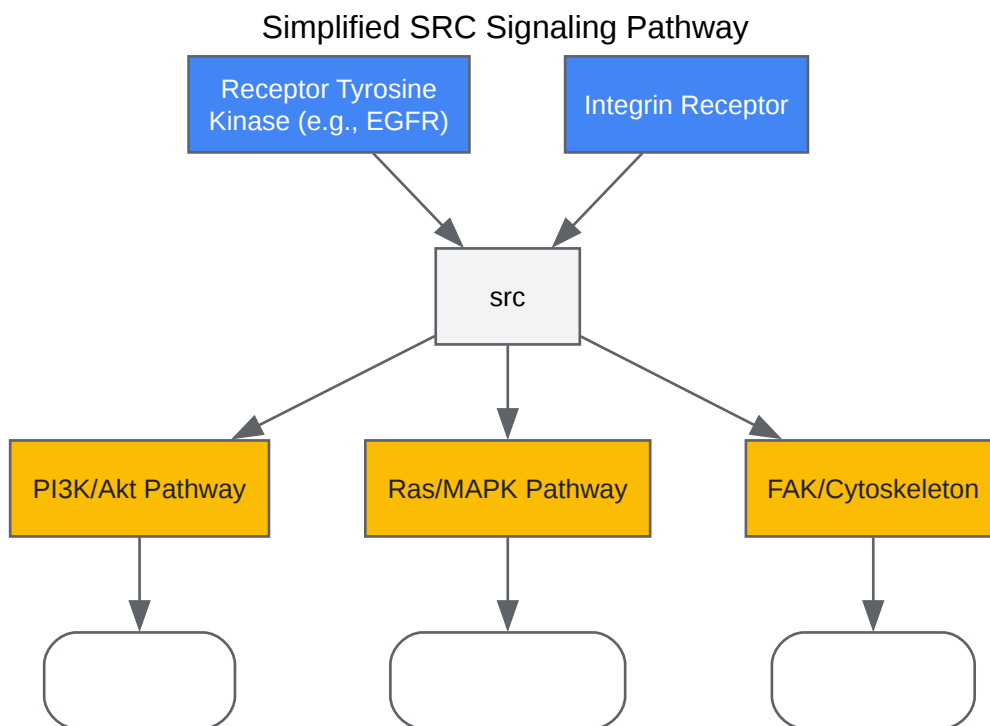 Simplified SRC Signaling Pathway
Receptor Tyrosine
Kinase (e.g., EGFR)
Integrin Receptor
src
PI3K/Akt Pathway
Ras/MAPK Pathway
FAK/Cytoskeleton